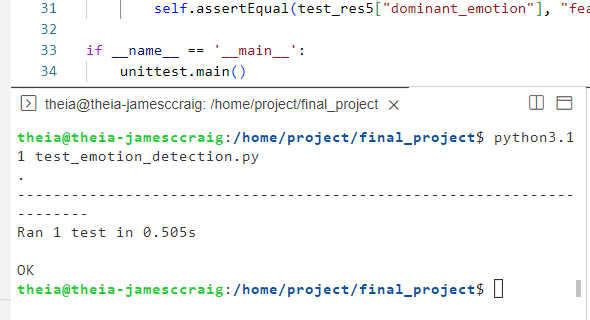 31 self.assertEqual(test_res5["dominant_emotion"], "fea
32
33 if __name__ == '__main__':
34 unittest.main()
theia@theia-jamesccraig: /home/project/final_project
theia@theia-jamesccraig:/home/project/final_project$ python3.1
1 test_emotion_detection.py
.
----------------------------------------------------------------------
Ran 1 test in 0.505s
OK
theia@theia-jamesccraig:/home/project/final_project$